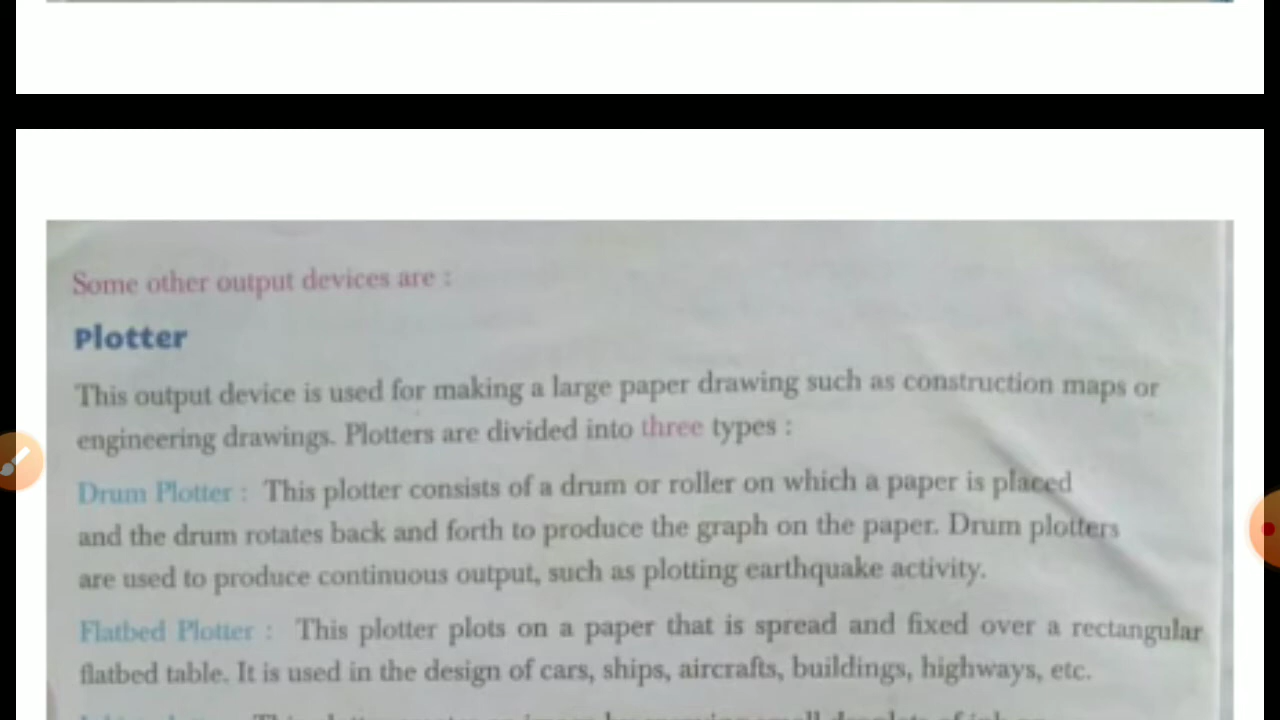 Some other output devices are :
Plotter
This output device is used for making a large paper drawing such as construction maps or
engineering drawings. Plotters are divided into three types :
Drum Plotter : This plotter consists of a drum or roller on which a paper is placed
and the drum rotates back and forth to produce the graph on the paper. Drum plotters
are used to produce continuous output, such as plotting earthquake activity.
Flatbed Plotter : This plotter plots on a paper that is spread and fixed over a rectangular
flatbed table. It is used in the design of cars, ships, aircrafts, buildings, highways, etc.